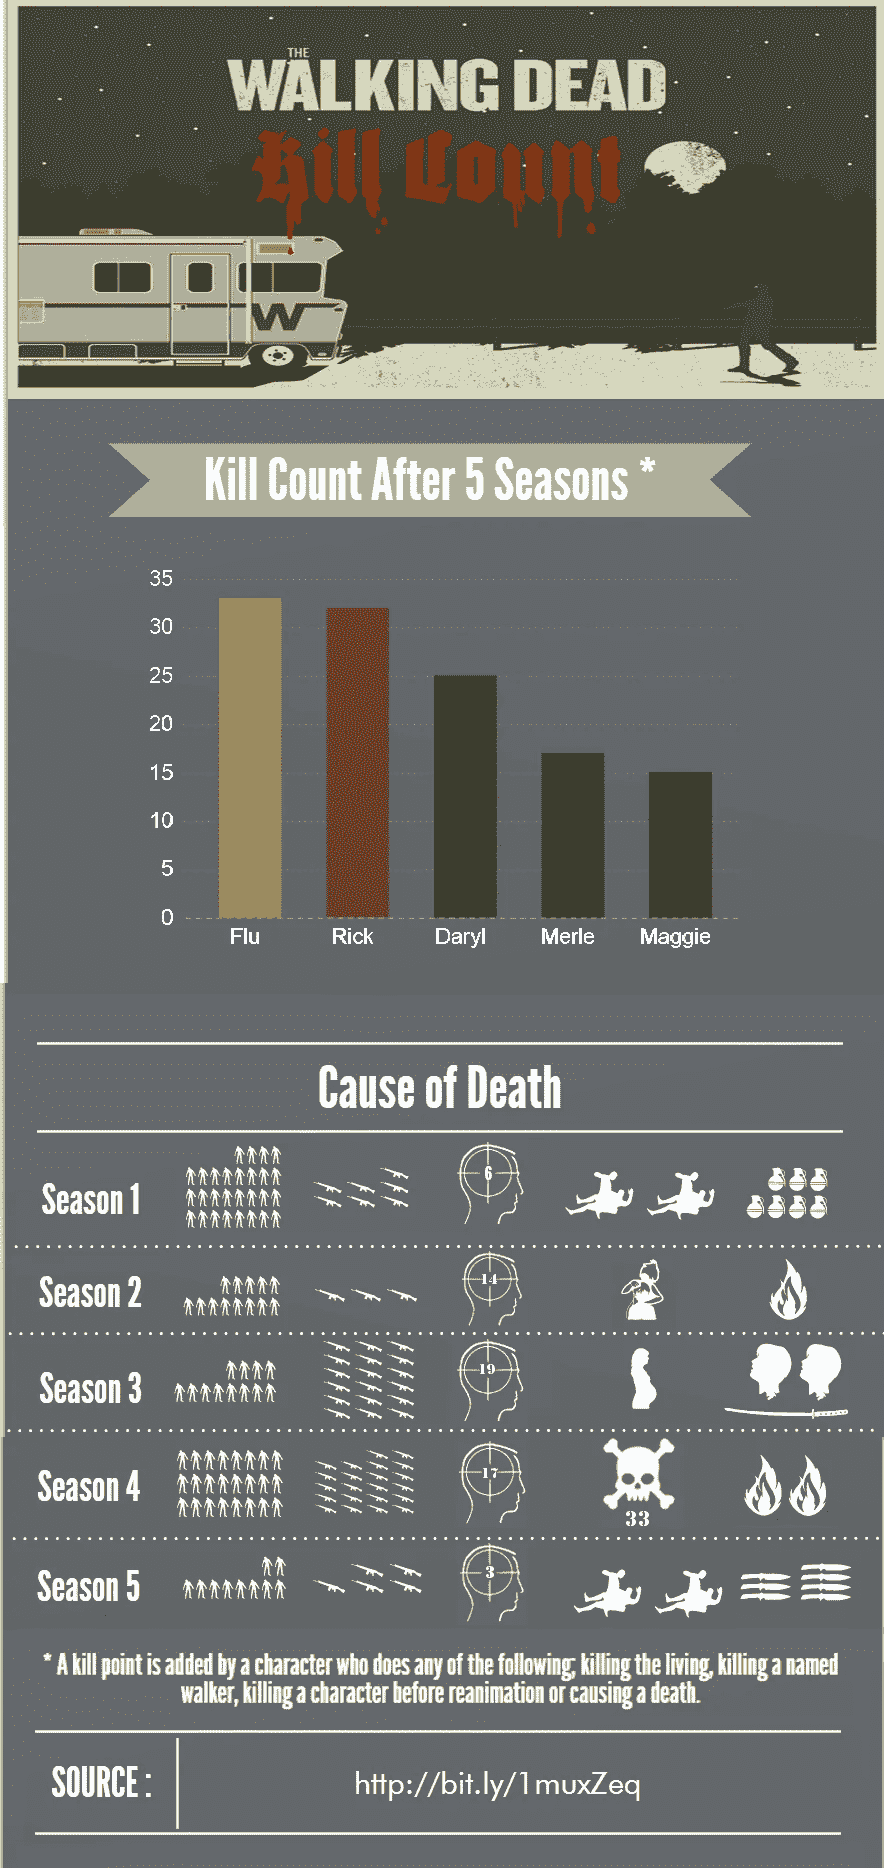 THE
WALKING DEAD
Kill Count
W
Kill Count After 5 Seasons *
35
30
25
20
15
10
5
0
Flu Rick Daryl Merle Maggie
Cause of Death
Season 1
6
Season 2
14
Season 3
19
Season 4
17
33
Season 5
3
* A kill point is added by a character who does any of the following; killing the living, killing a named
walker, killing a character before reanimation or causing a death.
SOURCE :
http://bit.ly/1muxZeq